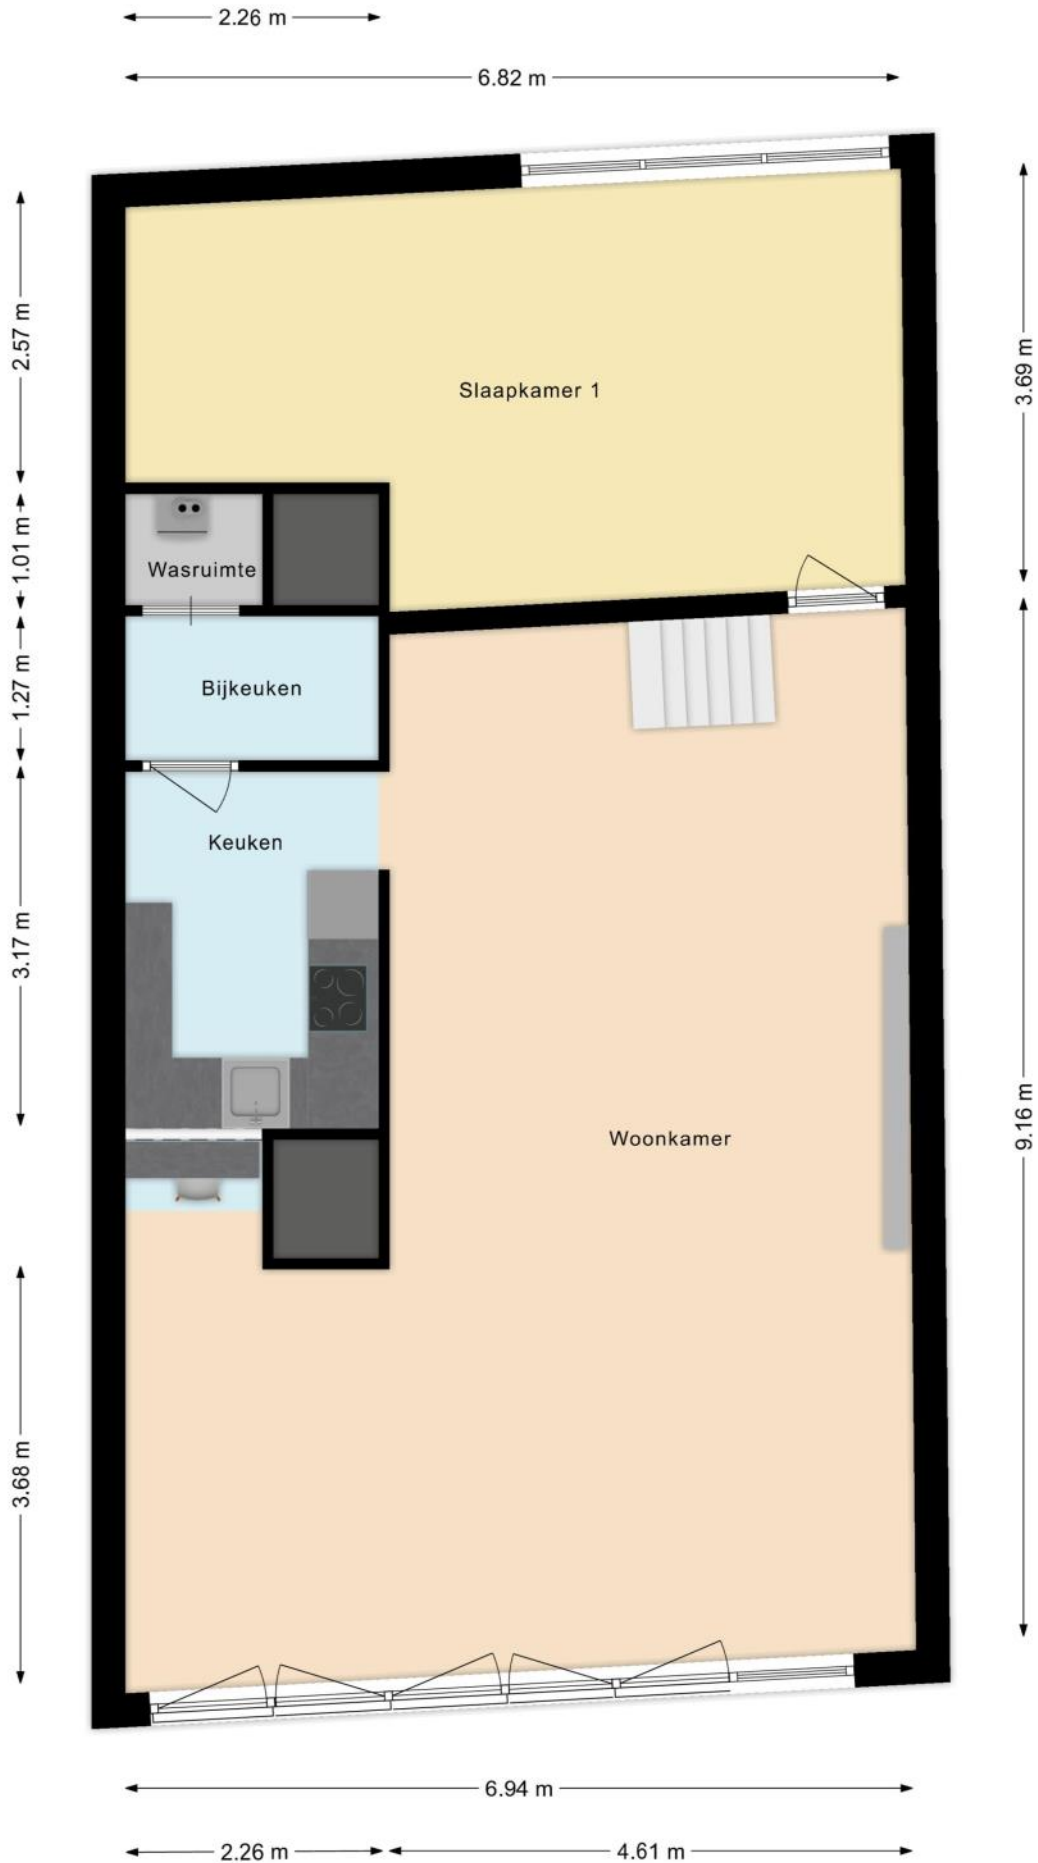 2.26 m
6.82 m
2.57 m
3.69 m
Slaapkamer 1
1.01 m
Wasruimte
1.27 m
Bijkeuken
Keuken
3.17 m
9.16 m
Woonkamer
3.68 m
6.94 m
2.26 m
4.61 m